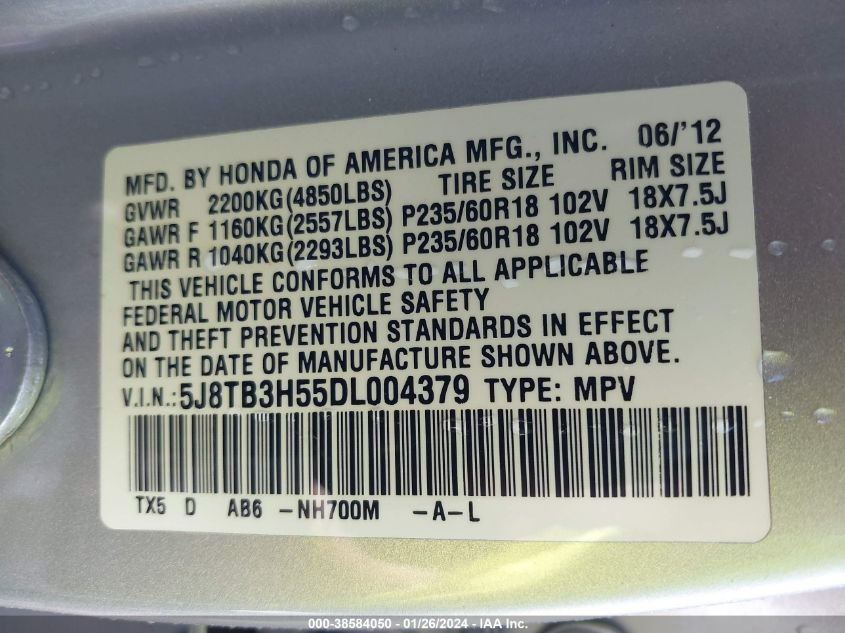 MFD. BY HONDA OF AMERICA MFG., INC. 06/'12
GVWR 2200KG(4850LBS) TIRE SIZE RIM SIZE
GAWR F 1160KG(2557LBS) P235/60R18 102V 18X7.5J
GAWR R 1040KG(2293LBS) P235/60R18 102V 18X7.5J
THIS VEHICLE CONFORMS TO ALL APPLICABLE
FEDERAL MOTOR VEHICLE SAFETY
AND THEFT PREVENTION STANDARDS IN EFFECT
ON THE DATE OF MANUFACTURE SHOWN ABOVE.
V.I.N.:5J8TB3H55DL004379 TYPE: MPV
TX5 D AB6 -NH700M -A-L
000-38584050 - 01/26/2024 - IAA Inc.